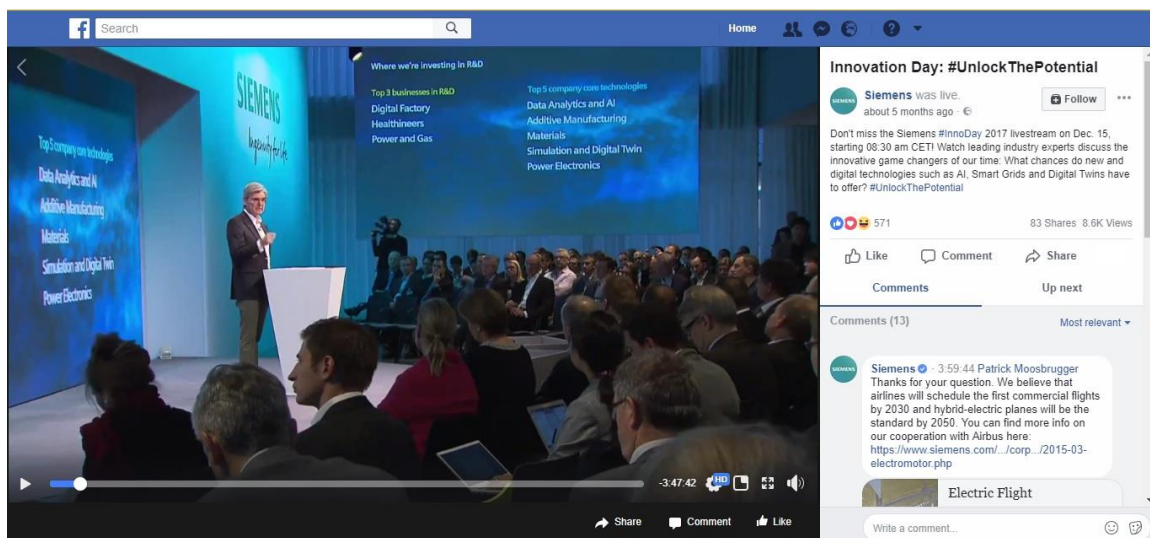 Search
Home
SIEMENS
Ingenuity for life
Top 5 company core technologies
Data Analytics and AI
Additive Manufacturing
Materials
Simulation and Digital Twin
Power Electronics
Where we're investing in R&D
Top 3 businesses in R&D
Digital Factory
Healthineers
Power and Gas
Top 5 company core technologies
Data Analytics and AI
Additive Manufacturing
Materials
Simulation and Digital Twin
Power Electronics
-3:47:42
HD
Share
Comment
Like
Innovation Day: #UnlockThePotential
SIEMENS
Siemens was live.
about 5 months ago ·
Follow
Don't miss the Siemens #InnoDay 2017 livestream on Dec. 15,
starting 08:30 am CET! Watch leading industry experts discuss the
innovative game changers of our time: What chances do new and
digital technologies such as AI, Smart Grids and Digital Twins have
to offer? #UnlockThePotential
571
83 Shares 8.6K Views
Like
Comment
Share
Comments
Up next
Comments (13)
Most relevant
SIEMENS
Siemens · 3:59:44 Patrick Moosbrugger
Thanks for your question. We believe that
airlines will schedule the first commercial flights
by 2030 and hybrid-electric planes will be the
standard by 2050. You can find more info on
our cooperation with Airbus here:
https://www.siemens.com/.../corp.../2015-03-
electromotor.php
Electric Flight
Write a comment...